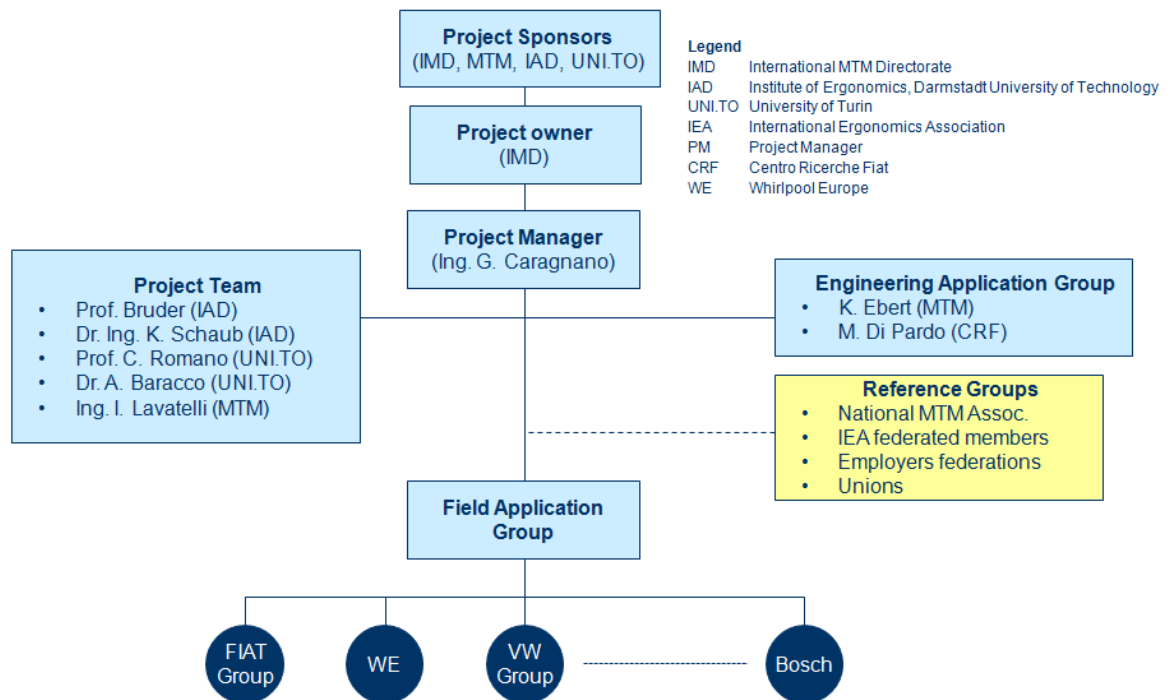 Project Sponsors
(IMD, MTM, IAD, UNI.TO)
Legend
IMD International MTM Directorate
IAD Institute of Ergonomics, Darmstadt University of Technology
UNI.TO University of Turin
IEA International Ergonomics Association
PM Project Manager
CRF Centro Ricerche Fiat
WE Whirlpool Europe
Project owner
(IMD)
Project Manager
(Ing. G. Caragnano)
Project Team
• Prof. Bruder (IAD)
• Dr. Ing. K. Schaub (IAD)
• Prof. C. Romano (UNI.TO)
• Dr. A. Baracco (UNI.TO)
• Ing. I. Lavatelli (MTM)
Engineering Application Group
• K. Ebert (MTM)
• M. Di Pardo (CRF)
Reference Groups
• National MTM Assoc.
• IEA federated members
• Employers federations
• Unions
Field Application
Group
FIAT
Group
WE
VW
Group
Bosch